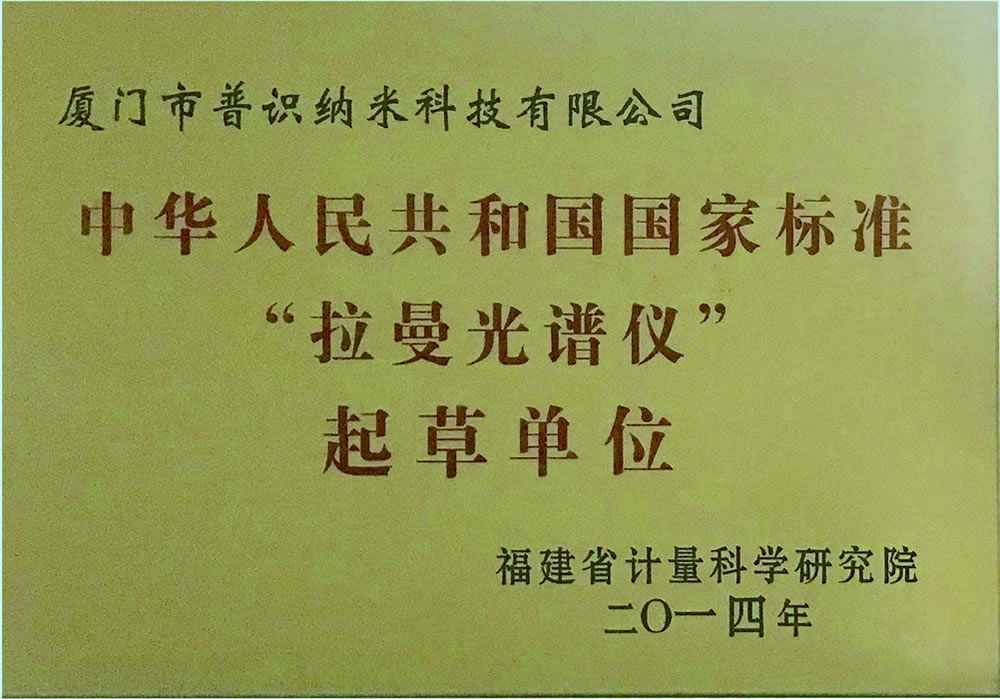 厦门市普识纳米科技有限公司
中华人民共和国国家标准
“拉曼光谱仪”
起草单位
福建省计量科学研究院
二〇一四年